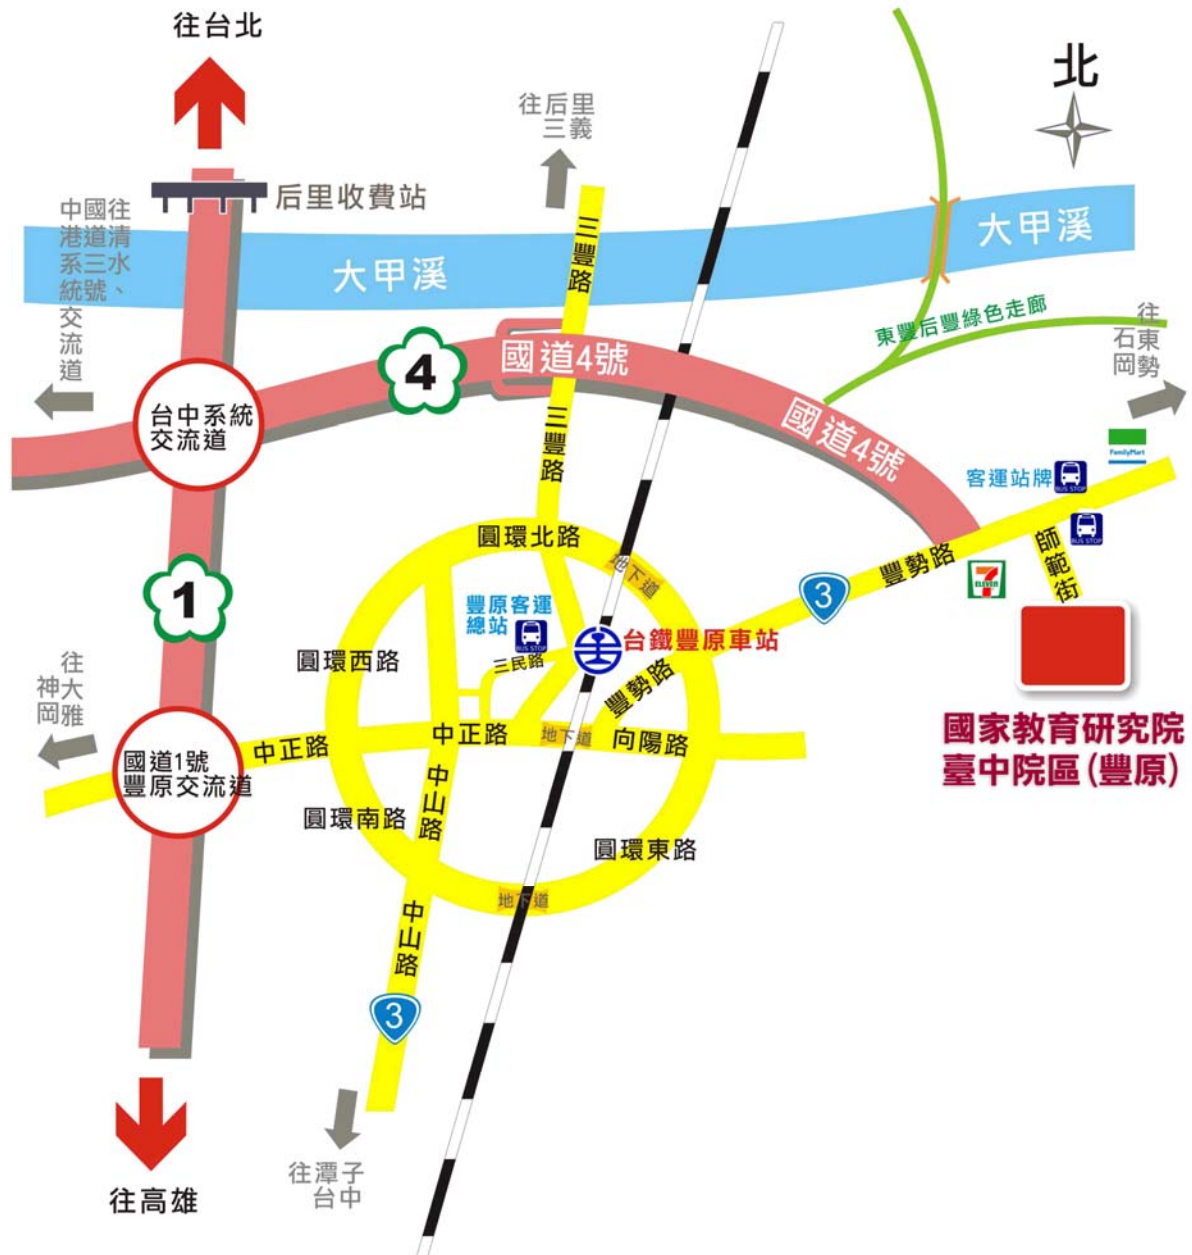 往台北
北
往后里
三義
后里收費站
往清水、
國道三號
中港系統交流道
三豐路
大甲溪
大甲溪
東豐后豐綠色走廊
往東勢
石岡
國道4號
4
國道4號
台中系統
交流道
三豐路
FamilyMart
客運站牌
BUS STOP
BUS STOP
圓環北路
地下道
豐勢路
師範街
7
ELEVEN
3
1
豐原客運
總站
BUS STOP
台鐵豐原車站
三民路
圓環西路
豐勢路
往大雅
神岡
中正路
中正路
地下道
向陽路
國家教育研究院
臺中院區(豐原)
國道1號
豐原交流道
中山路
圓環南路
圓環東路
地下道
中山路
3
往潭子
台中
往高雄